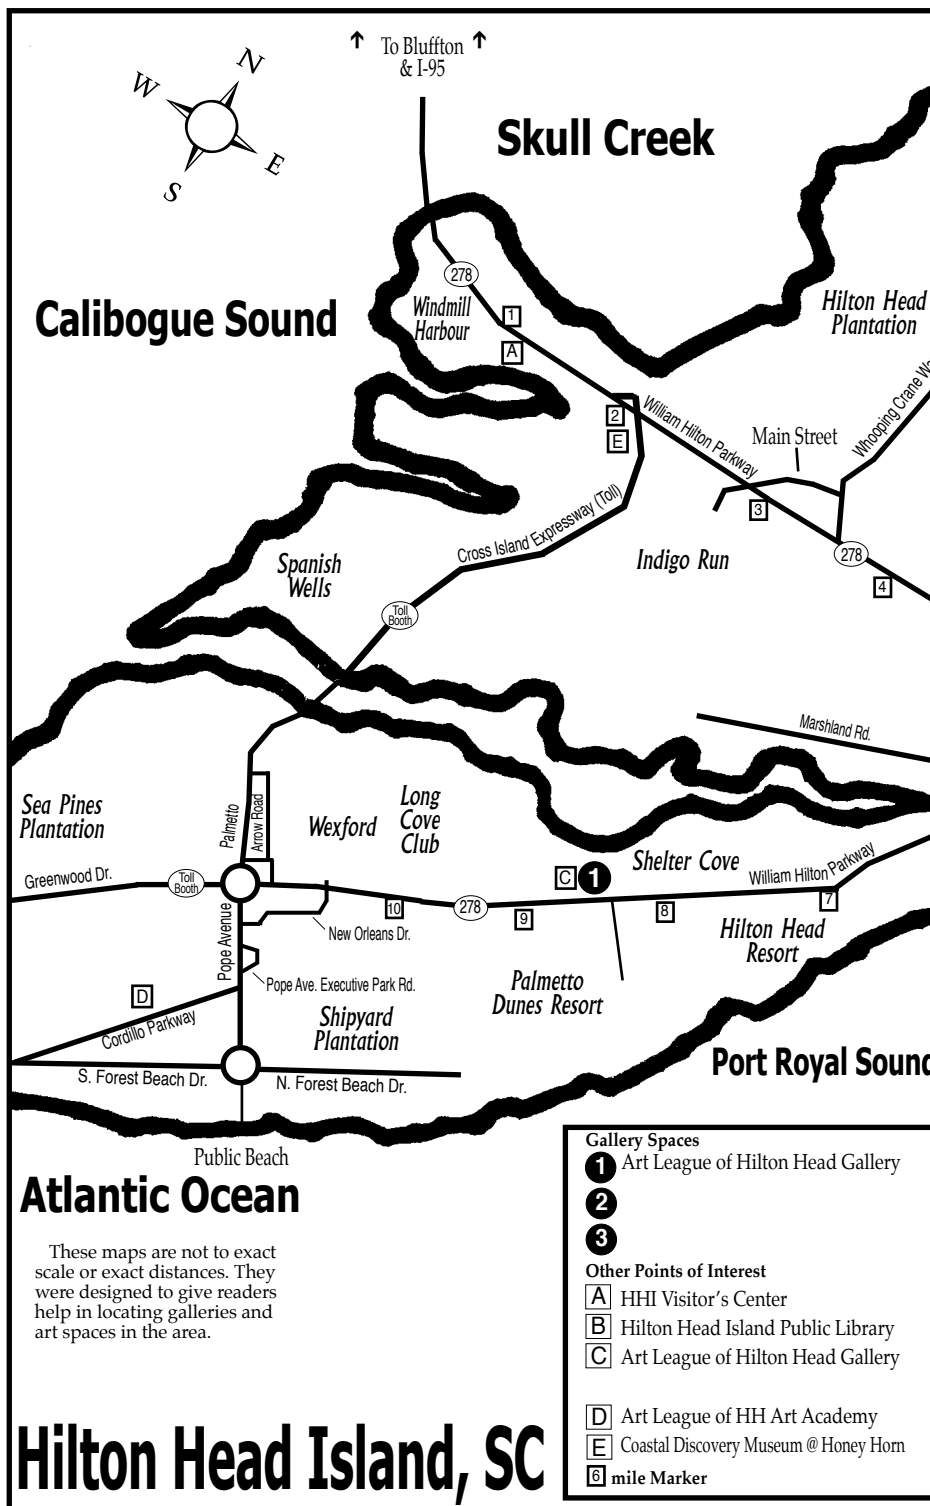 To Bluffton
& I-95
N
W
E
S
Skull Creek
278
Calibogue Sound
Windmill
Harbour
1
A
Hilton Head
Plantation
2
E
William Hilton Parkway
Main Street
Whooping Crane
3
Cross Island Expressway (Toll)
Indigo Run
278
4
Spanish
Wells
Toll
Booth
Marshland Rd.
Sea Pines
Plantation
Palmetto
Arrow Road
Wexford
Long
Cove
Club
Shelter Cove
William Hilton Parkway
C
1
Greenwood Dr.
Toll
Booth
10
278
9
8
7
Pope Avenue
New Orleans Dr.
Hilton Head
Resort
Pope Ave. Executive Park Rd.
Palmetto
Dunes Resort
D
Cordillo Parkway
Shipyard
Plantation
Port Royal Sound
S. Forest Beach Dr.
N. Forest Beach Dr.
Public Beach
Atlantic Ocean
These maps are not to exact
scale or exact distances. They
were designed to give readers
help in locating galleries and
art spaces in the area.
Hilton Head Island, SC
Gallery Spaces
1 Art League of Hilton Head Gallery
2
3
Other Points of Interest
A HHI Visitor's Center
B Hilton Head Island Public Library
C Art League of Hilton Head Gallery
D Art League of HH Art Academy
E Coastal Discovery Museum @ Honey Horn
6 mile Marker